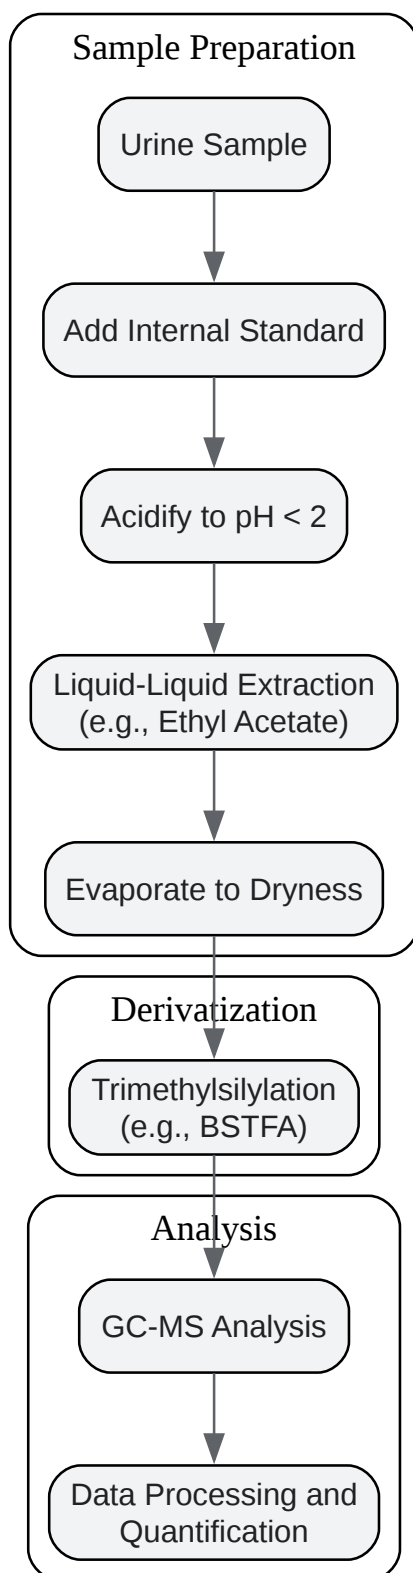 Sample Preparation
Urine Sample
Add Internal Standard
Acidify to pH < 2
Liquid-Liquid Extraction
(e.g., Ethyl Acetate)
Evaporate to Dryness
Derivatization
Trimethylsilylation
(e.g., BSTFA)
Analysis
GC-MS Analysis
Data Processing and
Quantification